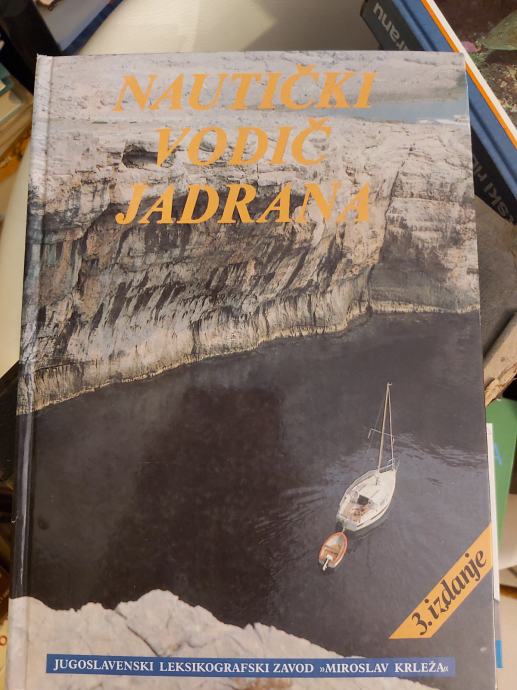 NAUTIČKI
VODIČ
JADRANA
3. izdanje
JUGOSLAVENSKI LEKSIKOGRAFSKI ZAVOD »MIROSLAV KRLEŽA«